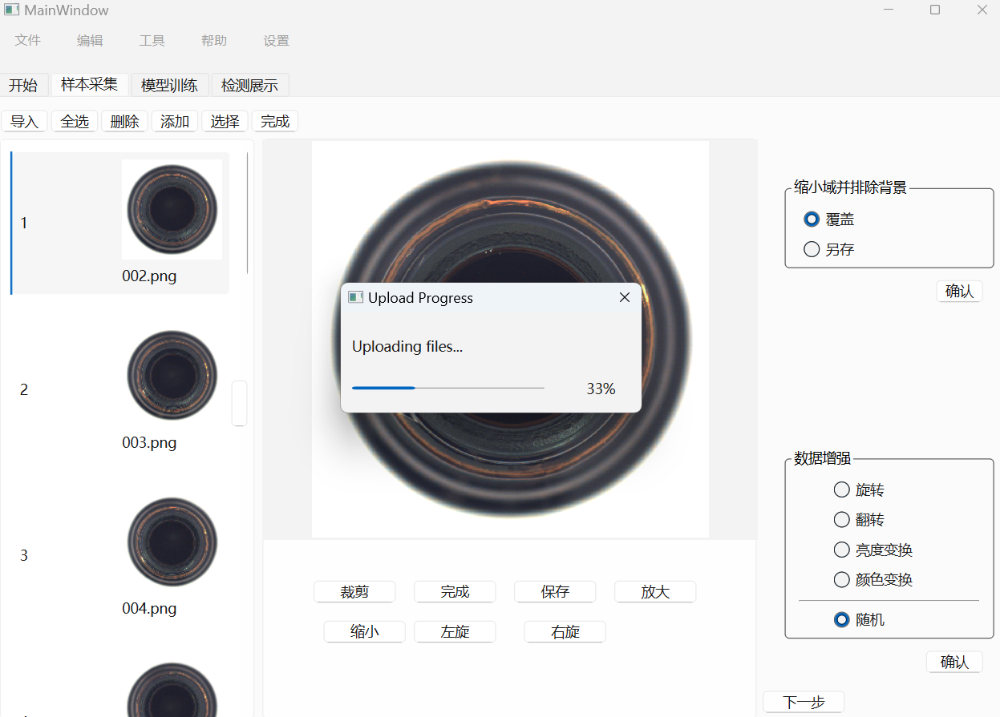 MainWindow
文件 编辑 工具 帮助 设置
开始 样本采集 模型训练 检测展示
导入 全选 删除 添加 选择 完成
1
002.png
2
003.png
3
004.png
Upload Progress
Uploading files...
33%
裁剪 完成 保存 放大
缩小 左旋 右旋
缩小域并排除背景
覆盖
另存
确认
数据增强
旋转
翻转
亮度变换
颜色变换
随机
确认
下一步